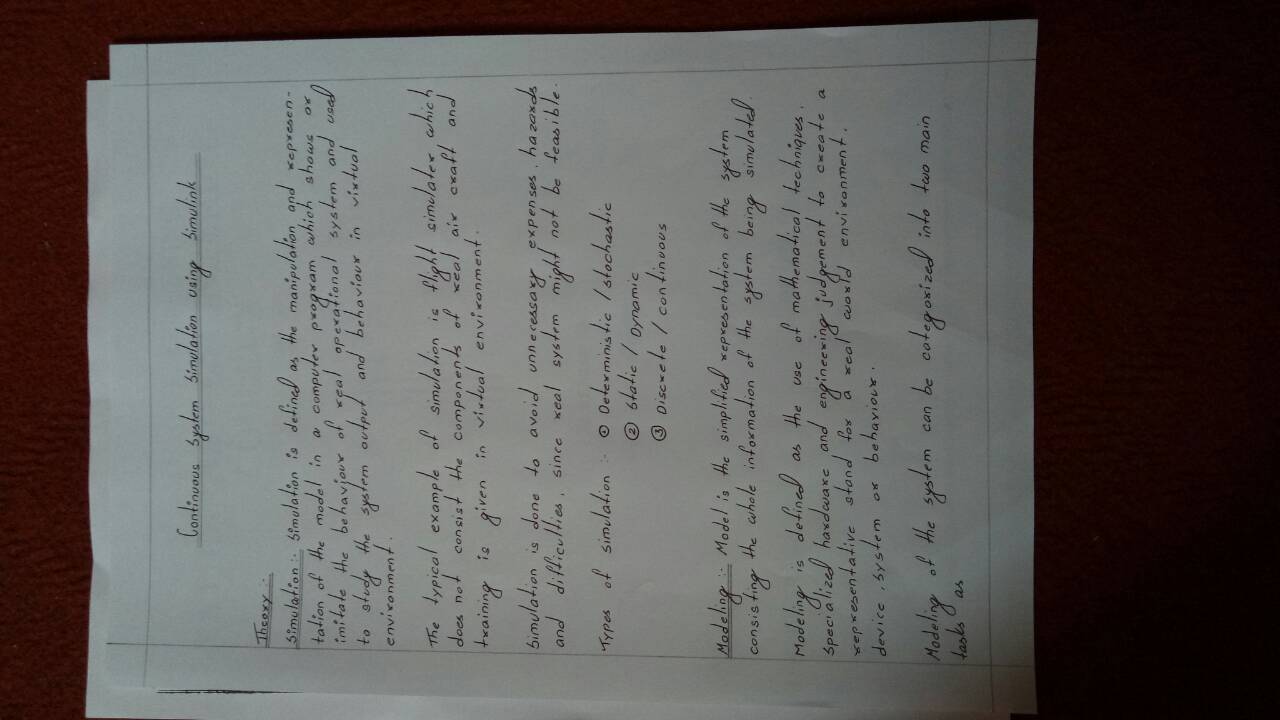 Continuous System Simulation using Simulink
Theory :-
Simulation :- Simulation is defined as the manipulation and represen-
tation of the model in a computer program which shows or
imitate the behaviour of real operational system and used
to study the system output and behaviour in virtual
environment.
The typical example of simulation is flight simulater which
does not consist the components of real air craft and
training is given in virtual environment.
Simulation is done to avoid unnecessary expenses, hazards
and difficulties, since real system might not be feasible.
Types of simulation :- ① Deterministic / stochastic
② Static / Dynamic
③ Discrete / continuous
Modeling :- Model is the simplified representation of the system
consisting the whole information of the system being simulated.
Modeling is defined as the use of mathematical techniques,
specialized hardware and engineering judgement to create a
representative stand for a real world environment,
device, system or behaviour.
Modeling of the system can be categorized into two main
tasks as